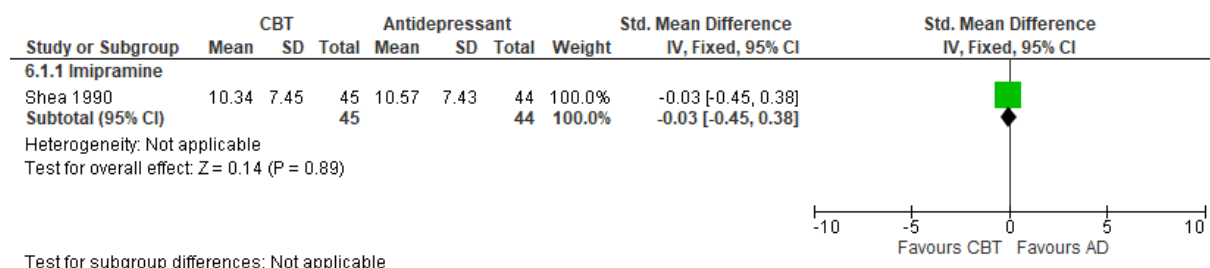 CBT Antidepressant Std. Mean Difference Std. Mean Difference
Study or Subgroup Mean SD Total Mean SD Total Weight IV, Fixed, 95% CI IV, Fixed, 95% CI
6.1.1 Imipramine
Shea 1990 10.34 7.45 45 10.57 7.43 44 100.0% -0.03 [-0.45, 0.38]
Subtotal (95% CI) 45 44 100.0% -0.03 [-0.45, 0.38]
Heterogeneity: Not applicable
Test for overall effect: Z = 0.14 (P = 0.89)
-10 -5 0 5 10
Favours CBT Favours AD
Test for subgroup differences: Not applicable